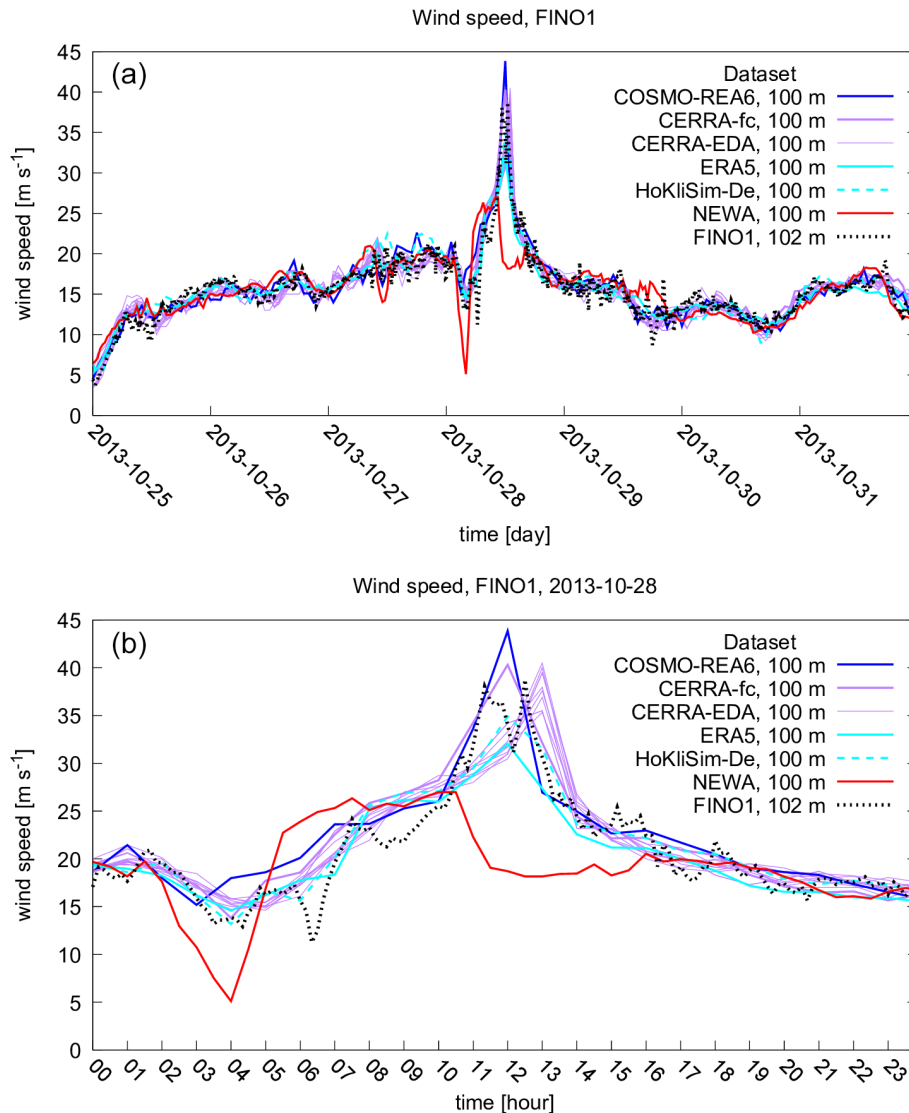 Wind speed, FINO1
(a)
Dataset
COSMO-REA6, 100 m
CERRA-fc, 100 m
CERRA-EDA, 100 m
ERA5, 100 m
HoKliSim-De, 100 m
NEWA, 100 m
FINO1, 102 m
wind speed [m s⁻¹]
45
40
35
30
25
20
15
10
5
0
2013-10-25
2013-10-26
2013-10-27
2013-10-28
2013-10-29
2013-10-30
2013-10-31
time [day]
Wind speed, FINO1, 2013-10-28
(b)
Dataset
COSMO-REA6, 100 m
CERRA-fc, 100 m
CERRA-EDA, 100 m
ERA5, 100 m
HoKliSim-De, 100 m
NEWA, 100 m
FINO1, 102 m
wind speed [m s⁻¹]
45
40
35
30
25
20
15
10
5
0
00 01 02 03 04 05 06 07 08 09 10 11 12 13 14 15 16 17 18 19 20 21 22 23
time [hour]